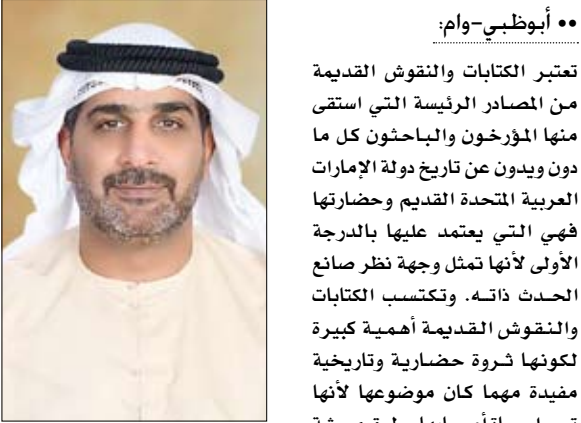 •• أبوظبي-وام:
تعتبر الكتابات والنقوش القديمة
من المصادر الرئيسة التي استقى
منها المؤرخون والباحثون كل ما
دون ويدون عن تاريخ دولة الإمارات
العربية المتحدة القديم وحضارتها
فهي التي يعتمد عليها بالدرجة
الأولى لأنها تمثل وجهة نظر صانع
الحدث ذاته. وتكتسب الكتابات
والنقوش القديمة أهمية كبيرة
لكونها ثروة حضارية وتاريخية
مفيدة مهما كان موضوعها لأنها